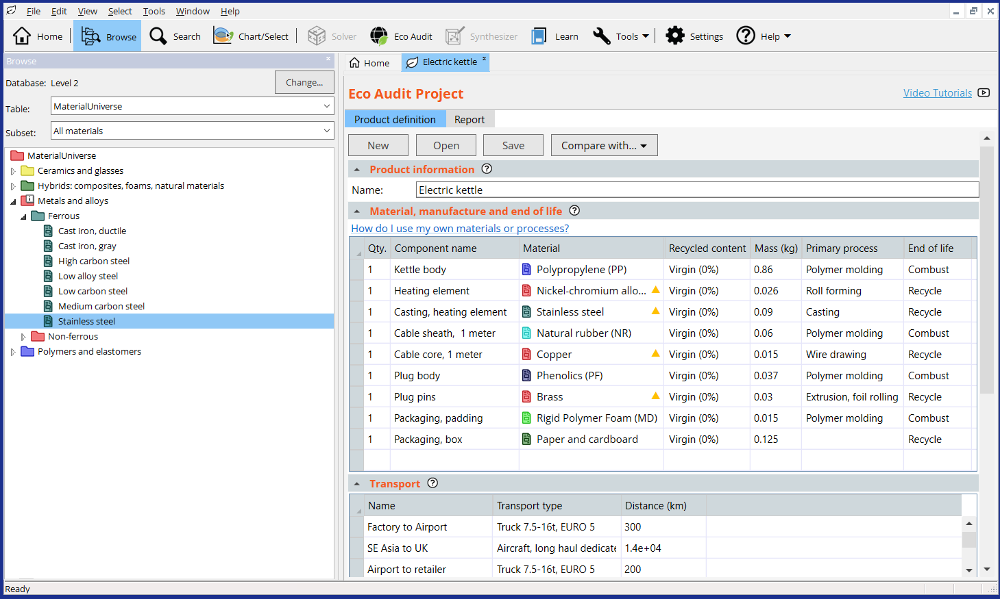 File Edit View Select Tools Window Help
Home Browse Search Chart/Select Solver Eco Audit Synthesizer Learn Tools Settings Help
Browse
Database: Level 2 Change...
Table: MaterialUniverse
Subset: All materials
MaterialUniverse
Ceramics and glasses
Hybrids: composites, foams, natural materials
Metals and alloys
Ferrous
Cast iron, ductile
Cast iron, gray
High carbon steel
Low alloy steel
Low carbon steel
Medium carbon steel
Stainless steel
Non-ferrous
Polymers and elastomers
Home Electric kettle
Eco Audit Project Video Tutorials
Product definition Report
New Open Save Compare with...
Product information
Name: Electric kettle
Material, manufacture and end of life
How do I use my own materials or processes?
Qty. Component name Material Recycled content Mass (kg) Primary process End of life
1 Kettle body Polypropylene (PP) Virgin (0%) 0.86 Polymer molding Combust
1 Heating element Nickel-chromium allo... Virgin (0%) 0.026 Roll forming Recycle
1 Casting, heating element Stainless steel Virgin (0%) 0.09 Casting Recycle
1 Cable sheath, 1 meter Natural rubber (NR) Virgin (0%) 0.06 Polymer molding Combust
1 Cable core, 1 meter Copper Virgin (0%) 0.015 Wire drawing Recycle
1 Plug body Phenolics (PF) Virgin (0%) 0.037 Polymer molding Combust
1 Plug pins Brass Virgin (0%) 0.03 Extrusion, foil rolling Recycle
1 Packaging, padding Rigid Polymer Foam (MD) Virgin (0%) 0.015 Polymer molding Combust
1 Packaging, box Paper and cardboard Virgin (0%) 0.125 Recycle
Transport
Name Transport type Distance (km)
Factory to Airport Truck 7.5-16t, EURO 5 300
SE Asia to UK Aircraft, long haul dedicate 1.4e+04
Airport to retailer Truck 7.5-16t, EURO 5 200
Ready